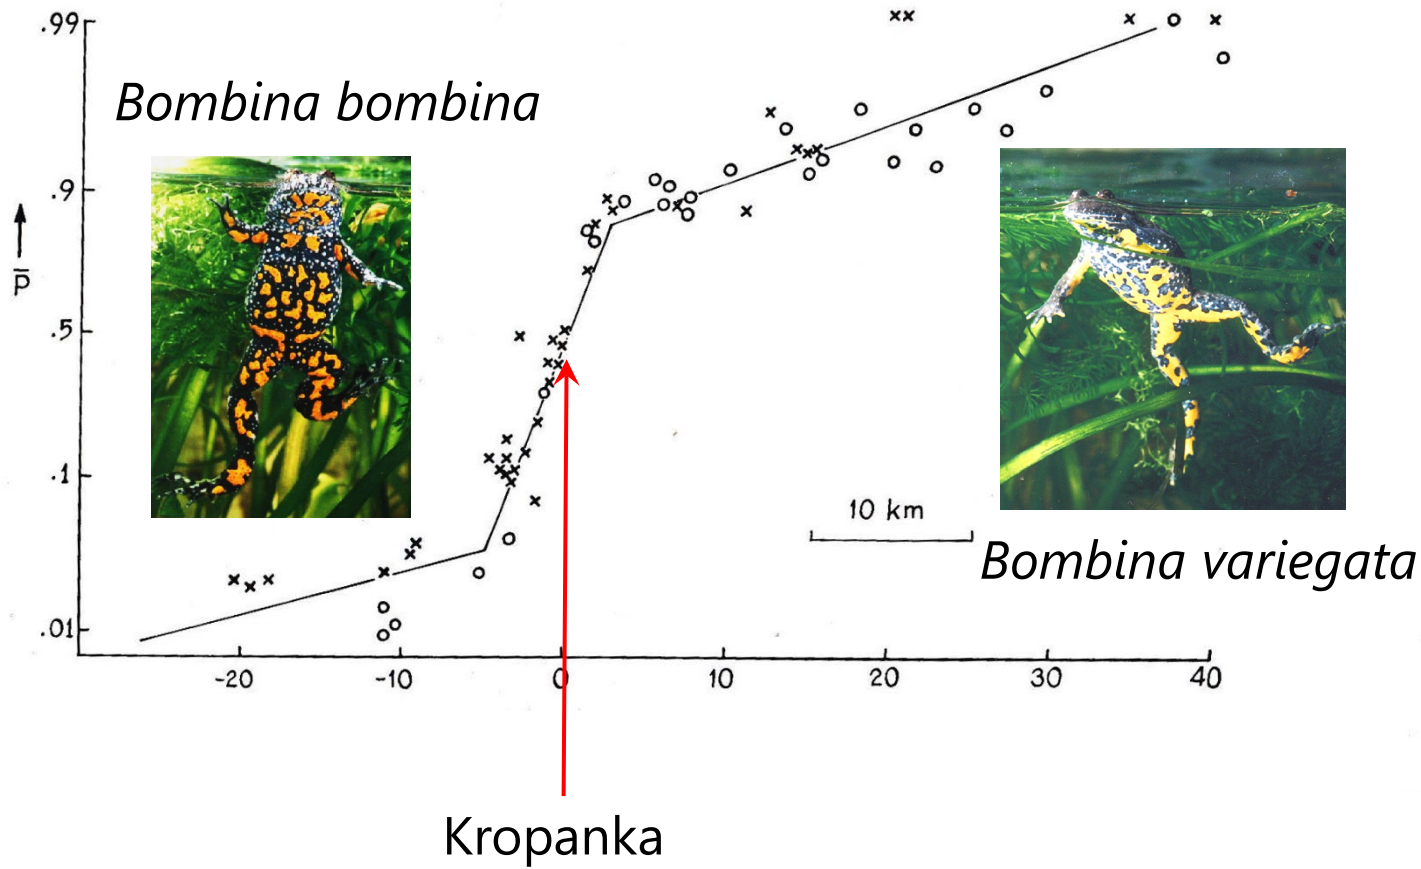 .99
Bombina bombina
.9
p̄
.5
.1
10 km
Bombina variegata
.01
-20 -10 0 10 20 30 40
Kropanka